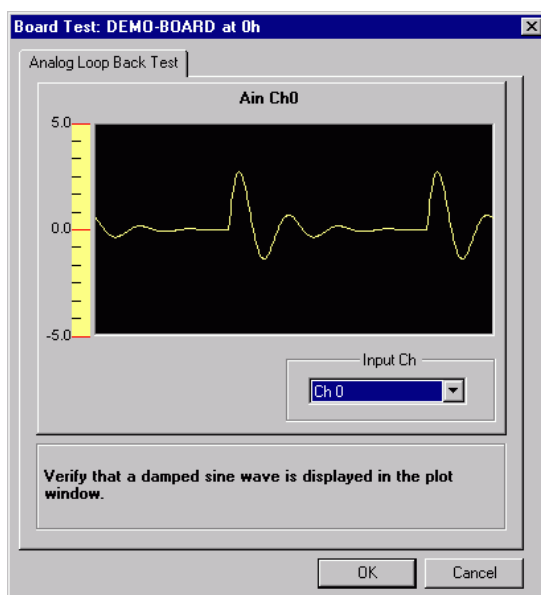 Board Test: DEMO-BOARD at 0h
Analog Loop Back Test
Ain Ch0
5.0
0.0
-5.0
Input Ch
Ch 0
Verify that a damped sine wave is displayed in the plot
window.
OK
Cancel